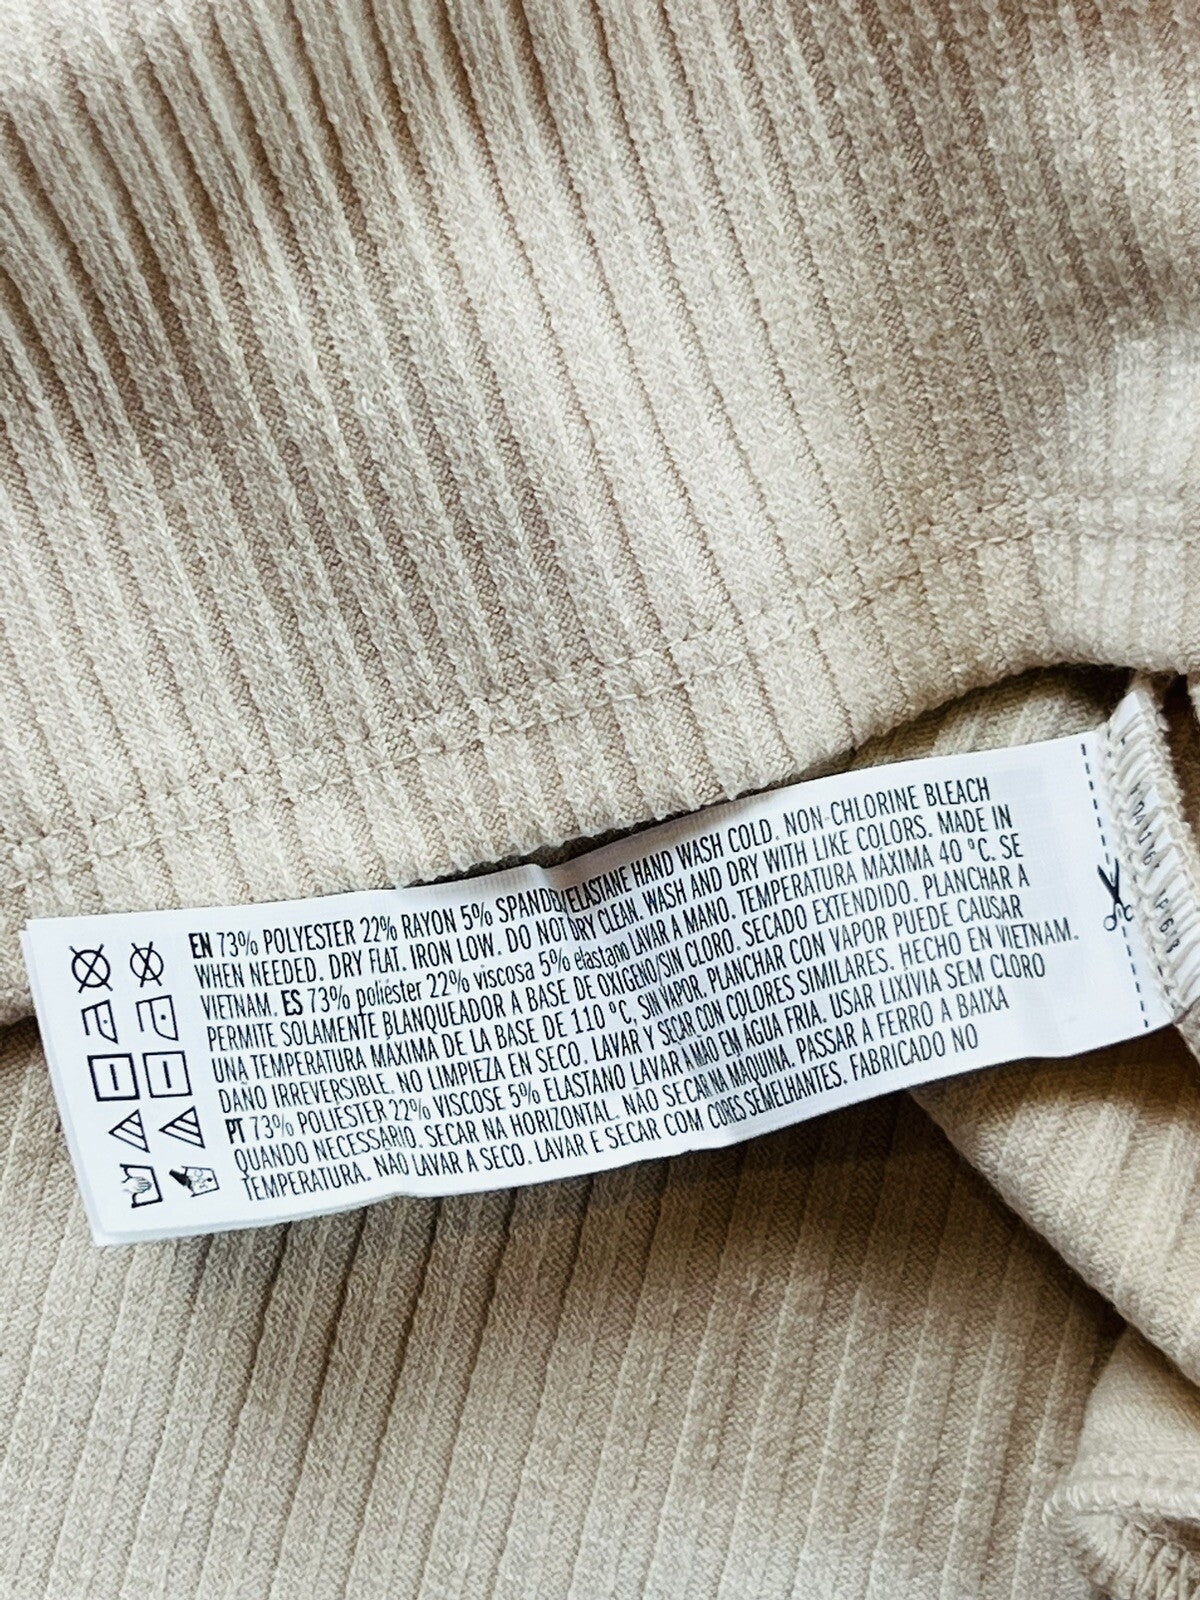 EN 73% POLYESTER 22% RAYON 5% SPANDEX/ELASTANE HAND WASH COLD. NON-CHLORINE BLEACH
WHEN NEEDED. DRY FLAT. IRON LOW. DO NOT DRY CLEAN. WASH AND DRY WITH LIKE COLORS. MADE IN
VIETNAM. ES 73% poliéster 22% viscosa 5% elastano LAVAR A MANO. TEMPERATURA MÁXIMA 40 °C. SE
PERMITE SOLAMENTE BLANQUEADOR A BASE DE OXÍGENO/SIN CLORO. SECADO EXTENDIDO. PLANCHAR A
UNA TEMPERATURA MÁXIMA DE LA BASE DE 110 °C, SIN VAPOR. PLANCHAR CON VAPOR PUEDE CAUSAR
DAÑO IRREVERSIBLE. NO LIMPIEZA EN SECO. LAVAR Y SECAR CON COLORES SIMILARES. HECHO EN VIETNAM.
PT 73% POLIÉSTER 22% VISCOSE 5% ELASTANO LAVAR A MÃO EM ÁGUA FRIA. USAR LIXÍVIA SEM CLORO
QUANDO NECESSÁRIO. SECAR NA HORIZONTAL. NÃO SECAR NA MÁQUINA. PASSAR A FERRO A BAIXA
TEMPERATURA. NÃO LAVAR A SECO. LAVAR E SECAR COM CORES SEMELHANTES. FABRICADO NO